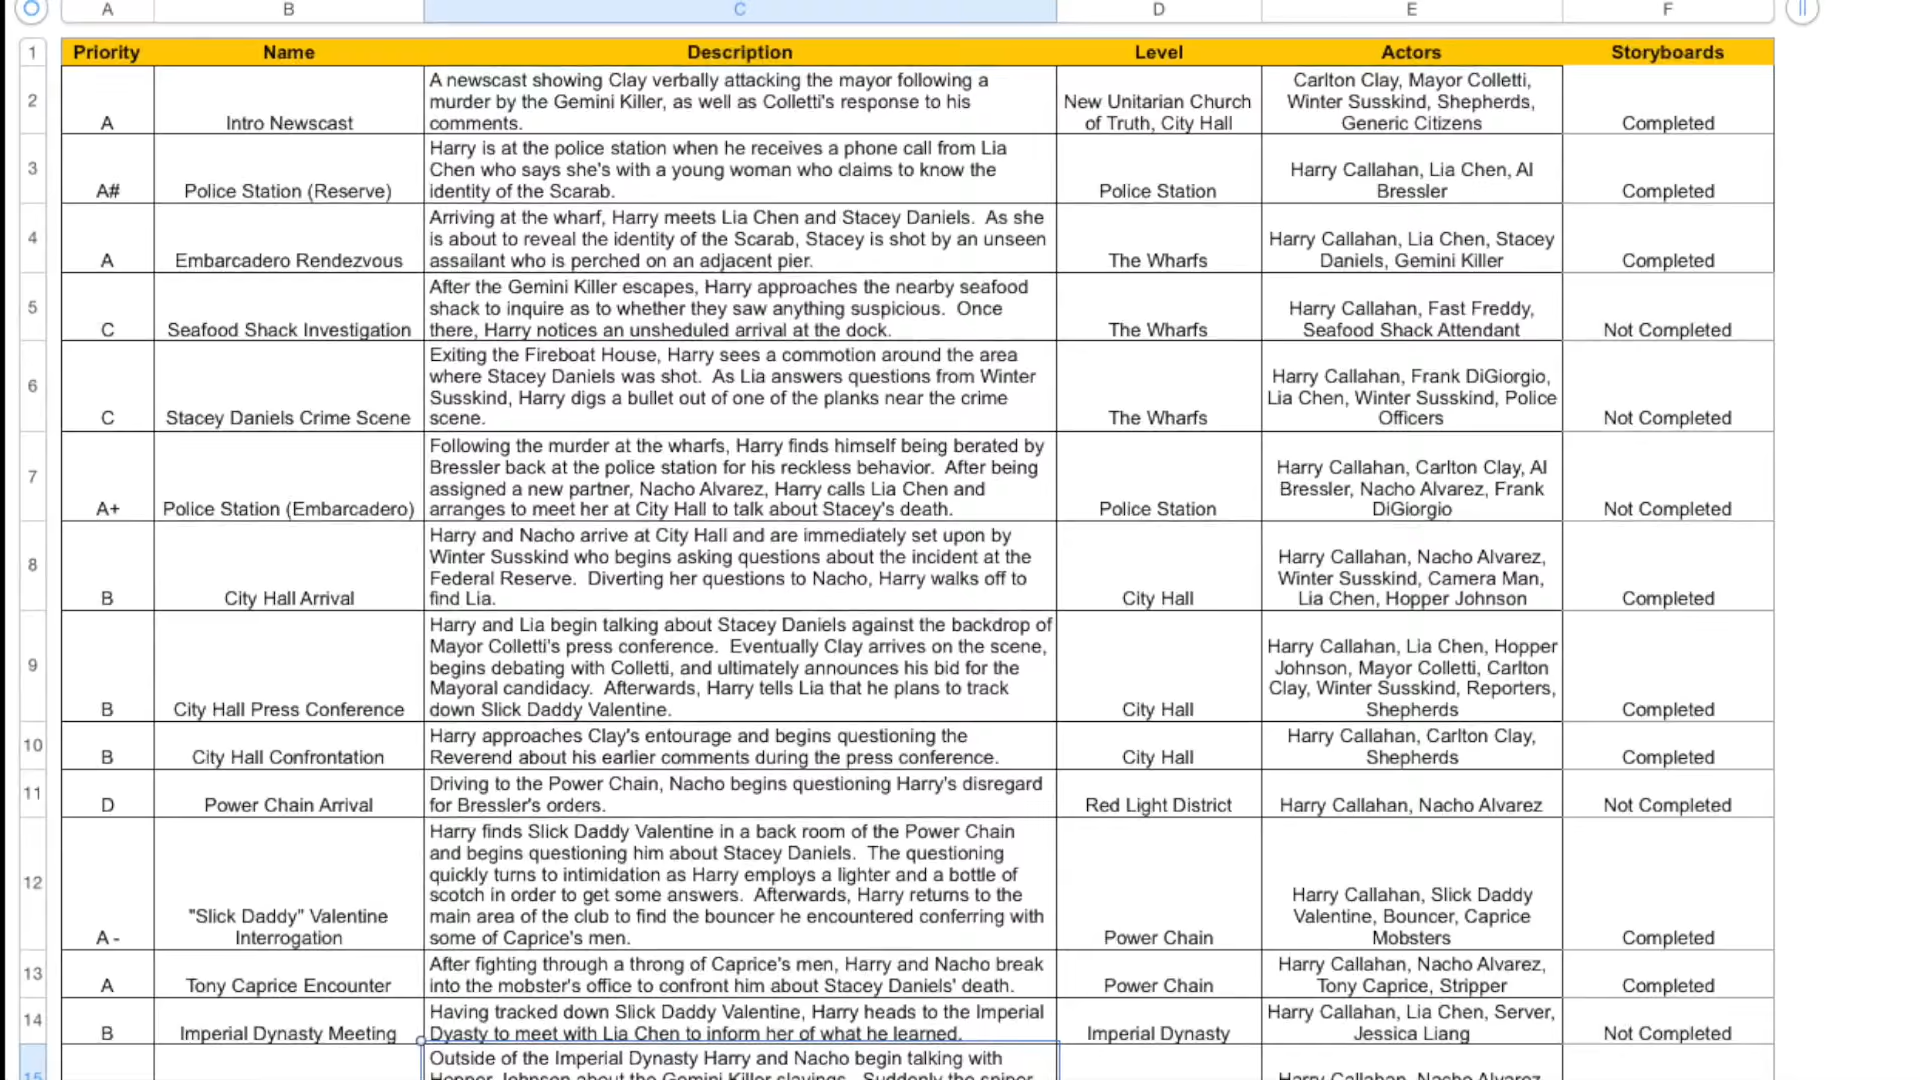 A B C D E F
1 Priority Name Description Level Actors Storyboards
2
A
Intro Newscast
A newscast showing Clay verbally attacking the mayor following a
murder by the Gemini Killer, as well as Colletti's response to his
comments.
New Unitarian Church
of Truth, City Hall
Carlton Clay, Mayor Colletti,
Winter Susskind, Shepherds,
Generic Citizens
Completed
3
A#
Police Station (Reserve)
Harry is at the police station when he receives a phone call from Lia
Chen who says she's with a young woman who claims to know the
identity of the Scarab.
Police Station
Harry Callahan, Lia Chen, Al
Bressler
Completed
4
A
Embarcadero Rendezvous
Arriving at the wharf, Harry meets Lia Chen and Stacey Daniels. As she
is about to reveal the identity of the Scarab, Stacey is shot by an unseen
assailant who is perched on an adjacent pier.
The Wharfs
Harry Callahan, Lia Chen, Stacey
Daniels, Gemini Killer
Completed
5
C
Seafood Shack Investigation
After the Gemini Killer escapes, Harry approaches the nearby seafood
shack to inquire as to whether they saw anything suspicious. Once
there, Harry notices an unsheduled arrival at the dock.
The Wharfs
Harry Callahan, Fast Freddy,
Seafood Shack Attendant
Not Completed
6
C
Stacey Daniels Crime Scene
Exiting the Fireboat House, Harry sees a commotion around the area
where Stacey Daniels was shot. As Lia answers questions from Winter
Susskind, Harry digs a bullet out of one of the planks near the crime
scene.
The Wharfs
Harry Callahan, Frank DiGiorgio,
Lia Chen, Winter Susskind, Police
Officers
Not Completed
7
A+
Police Station (Embarcadero)
Following the murder at the wharfs, Harry finds himself being berated by
Bressler back at the police station for his reckless behavior. After being
assigned a new partner, Nacho Alvarez, Harry calls Lia Chen and
arranges to meet her at City Hall to talk about Stacey's death.
Police Station
Harry Callahan, Carlton Clay, Al
Bressler, Nacho Alvarez, Frank
DiGiorgio
Not Completed
8
B
City Hall Arrival
Harry and Nacho arrive at City Hall and are immediately set upon by
Winter Susskind who begins asking questions about the incident at the
Federal Reserve. Diverting her questions to Nacho, Harry walks off to
find Lia.
City Hall
Harry Callahan, Nacho Alvarez,
Winter Susskind, Camera Man,
Lia Chen, Hopper Johnson
Completed
9
B
City Hall Press Conference
Harry and Lia begin talking about Stacey Daniels against the backdrop of
Mayor Colletti's press conference. Eventually Clay arrives on the scene,
begins debating with Colletti, and ultimately announces his bid for the
Mayoral candidacy. Afterwards, Harry tells Lia that he plans to track
down Slick Daddy Valentine.
City Hall
Harry Callahan, Lia Chen, Hopper
Johnson, Mayor Colletti, Carlton
Clay, Winter Susskind, Reporters,
Shepherds
Completed
10
B
City Hall Confrontation
Harry approaches Clay's entourage and begins questioning the
Reverend about his earlier comments during the press conference.
City Hall
Harry Callahan, Carlton Clay,
Shepherds
Completed
11
D
Power Chain Arrival
Driving to the Power Chain, Nacho begins questioning Harry's disregard
for Bressler's orders.
Red Light District
Harry Callahan, Nacho Alvarez
Not Completed
12
A -
"Slick Daddy" Valentine
Interrogation
Harry finds Slick Daddy Valentine in a back room of the Power Chain
and begins questioning him about Stacey Daniels. The questioning
quickly turns to intimidation as Harry employs a lighter and a bottle of
scotch in order to get some answers. Afterwards, Harry returns to the
main area of the club to find the bouncer he encountered conferring with
some of Caprice's men.
Power Chain
Harry Callahan, Slick Daddy
Valentine, Bouncer, Caprice
Mobsters
Completed
13
A
Tony Caprice Encounter
After fighting through a throng of Caprice's men, Harry and Nacho break
into the mobster's office to confront him about Stacey Daniels' death.
Power Chain
Harry Callahan, Nacho Alvarez,
Tony Caprice, Stripper
Completed
14
B
Imperial Dynasty Meeting
Having tracked down Slick Daddy Valentine, Harry heads to the Imperial
Dyasty to meet with Lia Chen to inform her of what he learned.
Imperial Dynasty
Harry Callahan, Lia Chen, Server,
Jessica Liang
Not Completed
15
Outside of the Imperial Dynasty Harry and Nacho begin talking with
Hopper Johnson about the Gemini Killer slayings. Suddenly the sniper
Harry Callahan, Nacho Alvarez,